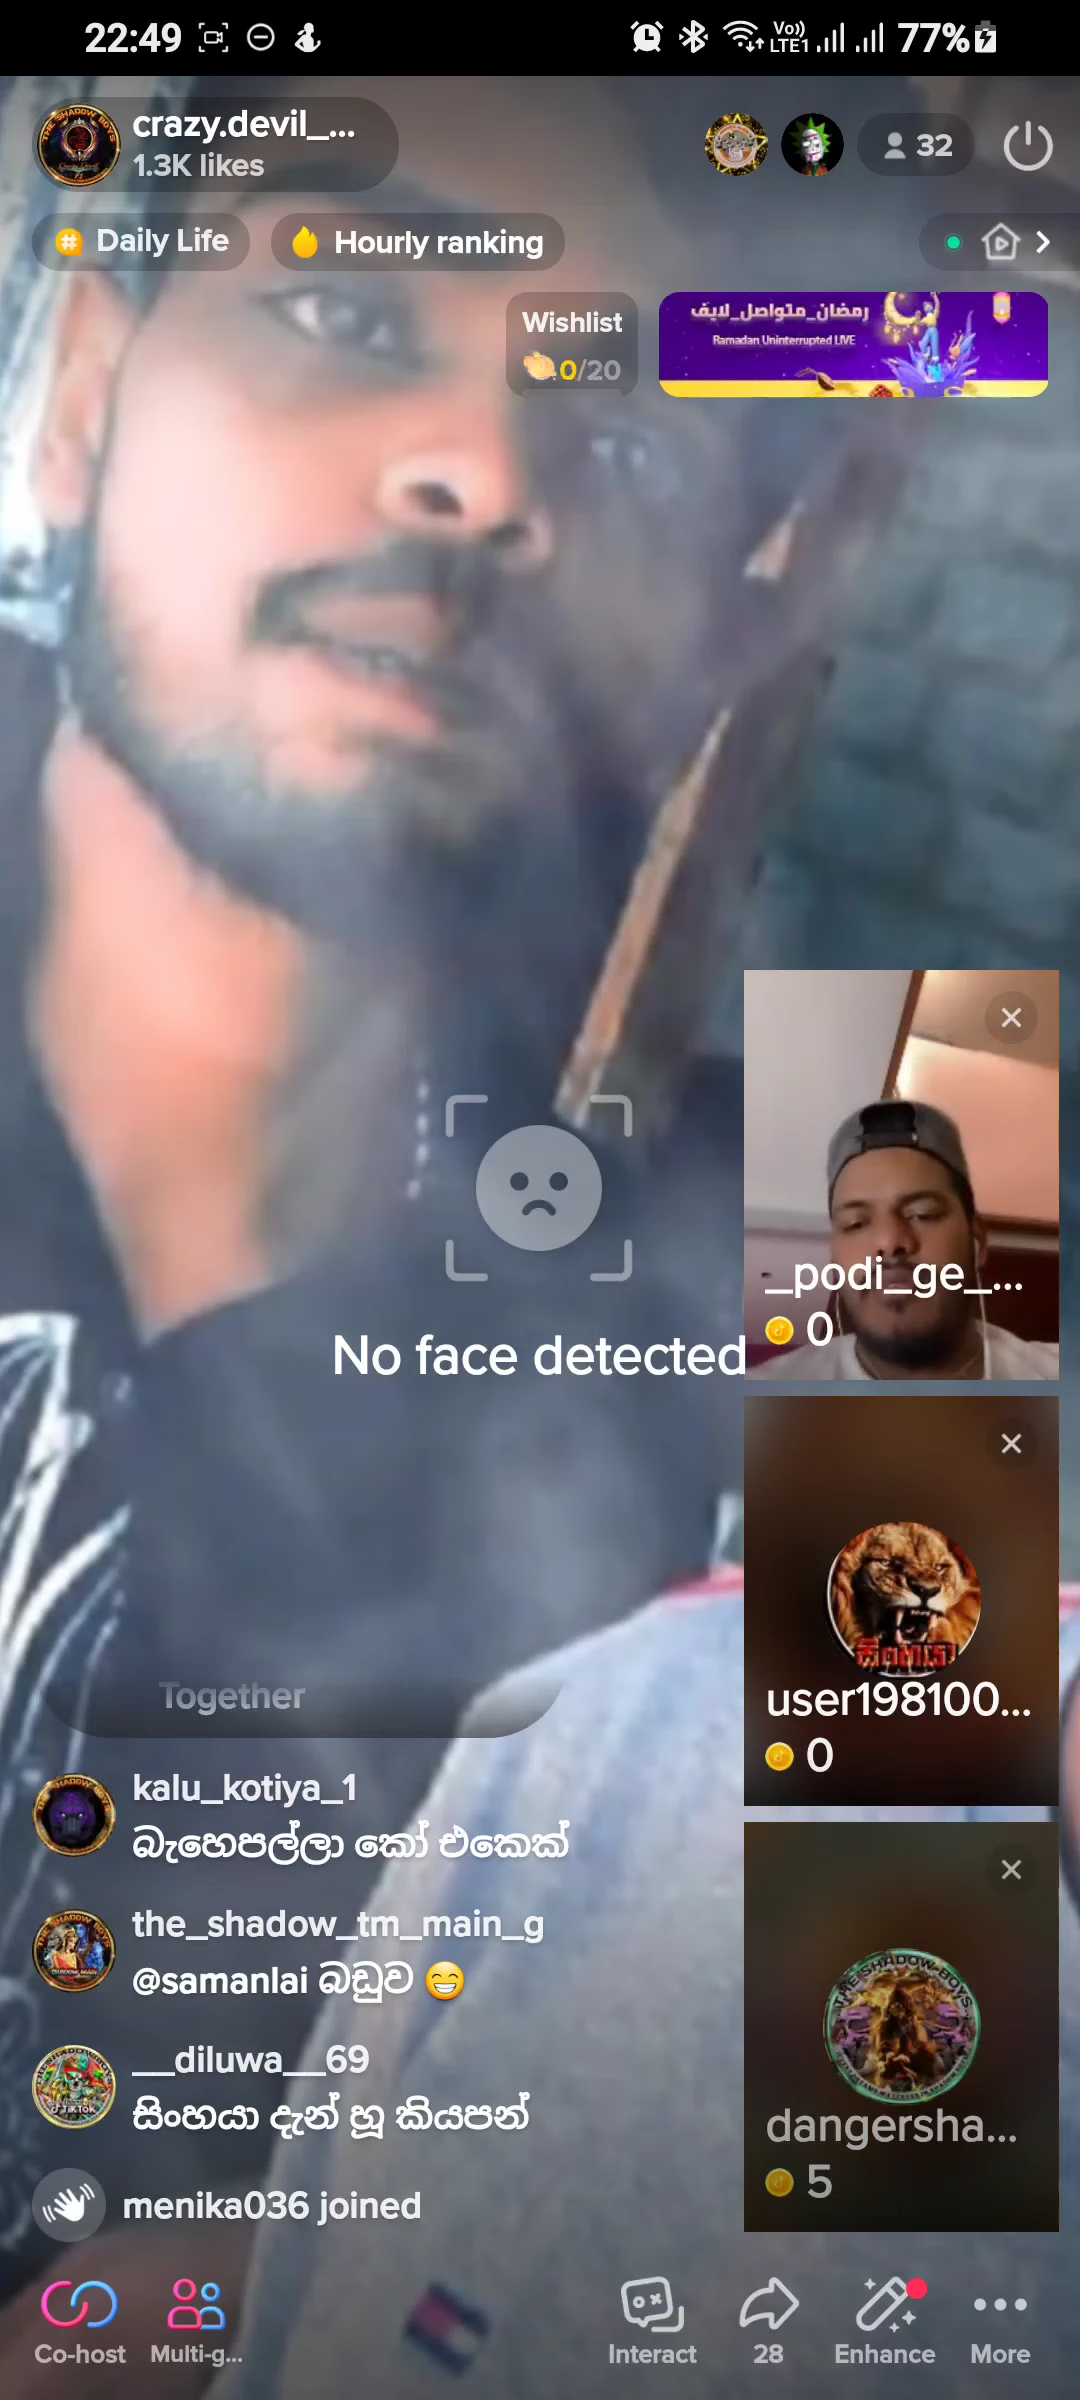 22:49
Vo)) LTE1
77%
crazy.devil_...
1.3K likes
32
Daily Life
Hourly ranking
Wishlist
0/20
رمضان_متواصل_لايف
Ramadan Uninterrupted LIVE
_podi_ge_...
0
No face detected
user198100...
0
Together
kalu_kotiya_1
බැහෙපල්ලා කෝ එකෙක්
the_shadow_tm_main_g
@samanlai බඩුව 😁
__diluwa__69
සිංහයා දැන් හූ කියපන්
dangersha...
5
menika036 joined
Co-host
Multi-g...
Interact
28
Enhance
More